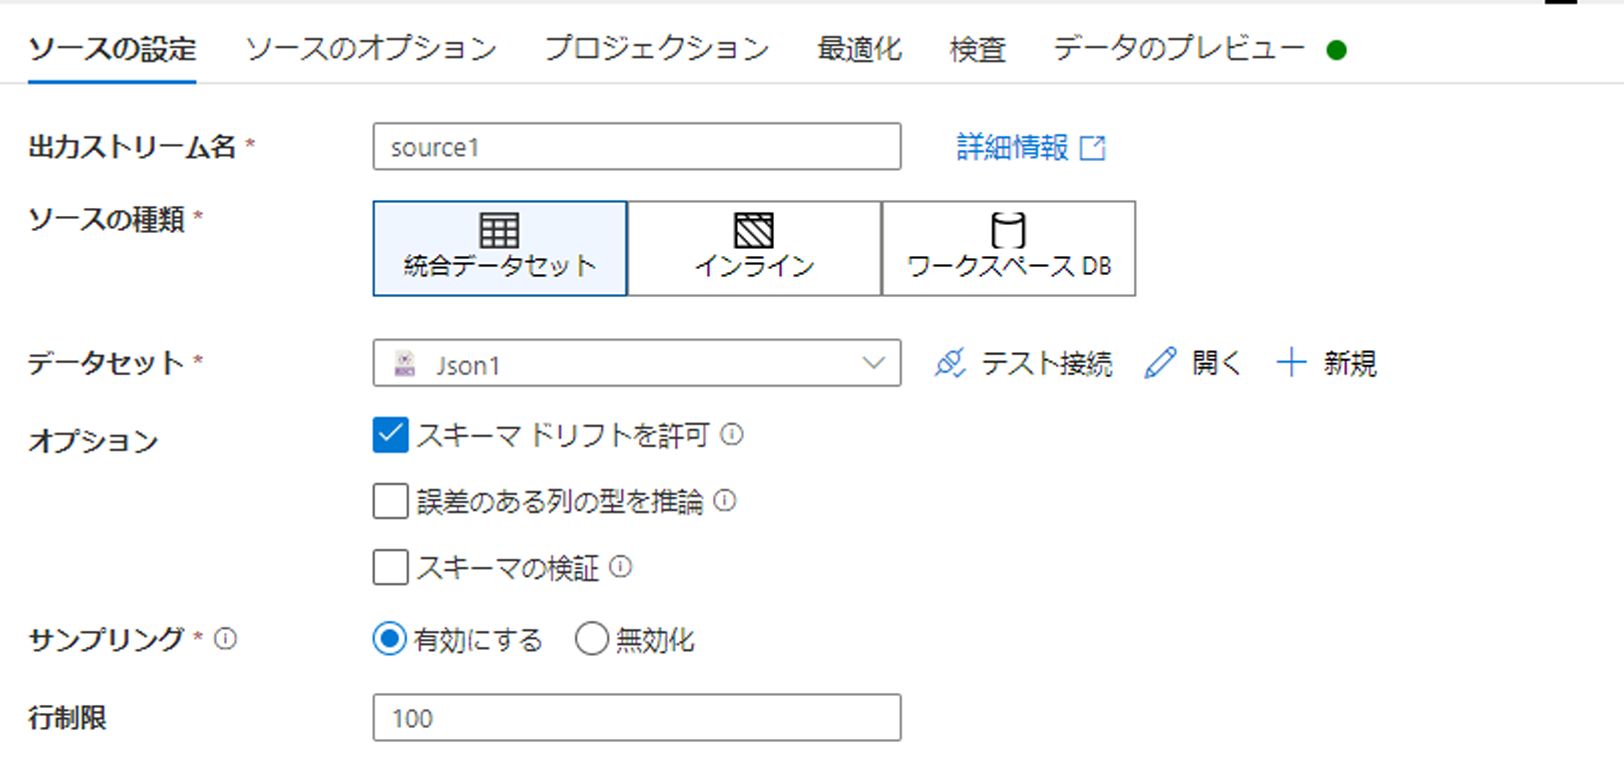 ソースの設定 ソースのオプション プロジェクション 最適化 検査 データのプレビュー
出力ストリーム名 * source1 詳細情報
ソースの種類 *
統合データセット インライン ワークスペース DB
データセット * Json1 テスト接続 開く 新規
オプション スキーマ ドリフトを許可
誤差のある列の型を推論
スキーマの検証
サンプリング * 有効にする 無効化
行制限 100